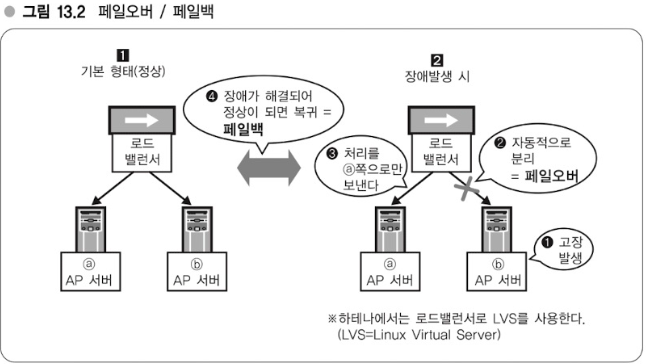 ● 그림 13.2 페일오버 / 페일백
1
기본 형태(정상)
2
장애발생 시
❹ 장애가 해결되어
정상이 되면 복귀 =
페일백
로드
밸런서
ⓐ
AP 서버
ⓑ
AP 서버
로드
밸런서
❸ 처리를
ⓐ쪽으로만
보낸다
❷ 자동적으로
분리
= 페일오버
❶ 고장
발생
ⓐ
AP 서버
ⓑ
AP 서버
※하테나에서는 로드밸런서로 LVS를 사용한다.
(LVS=Linux Virtual Server)